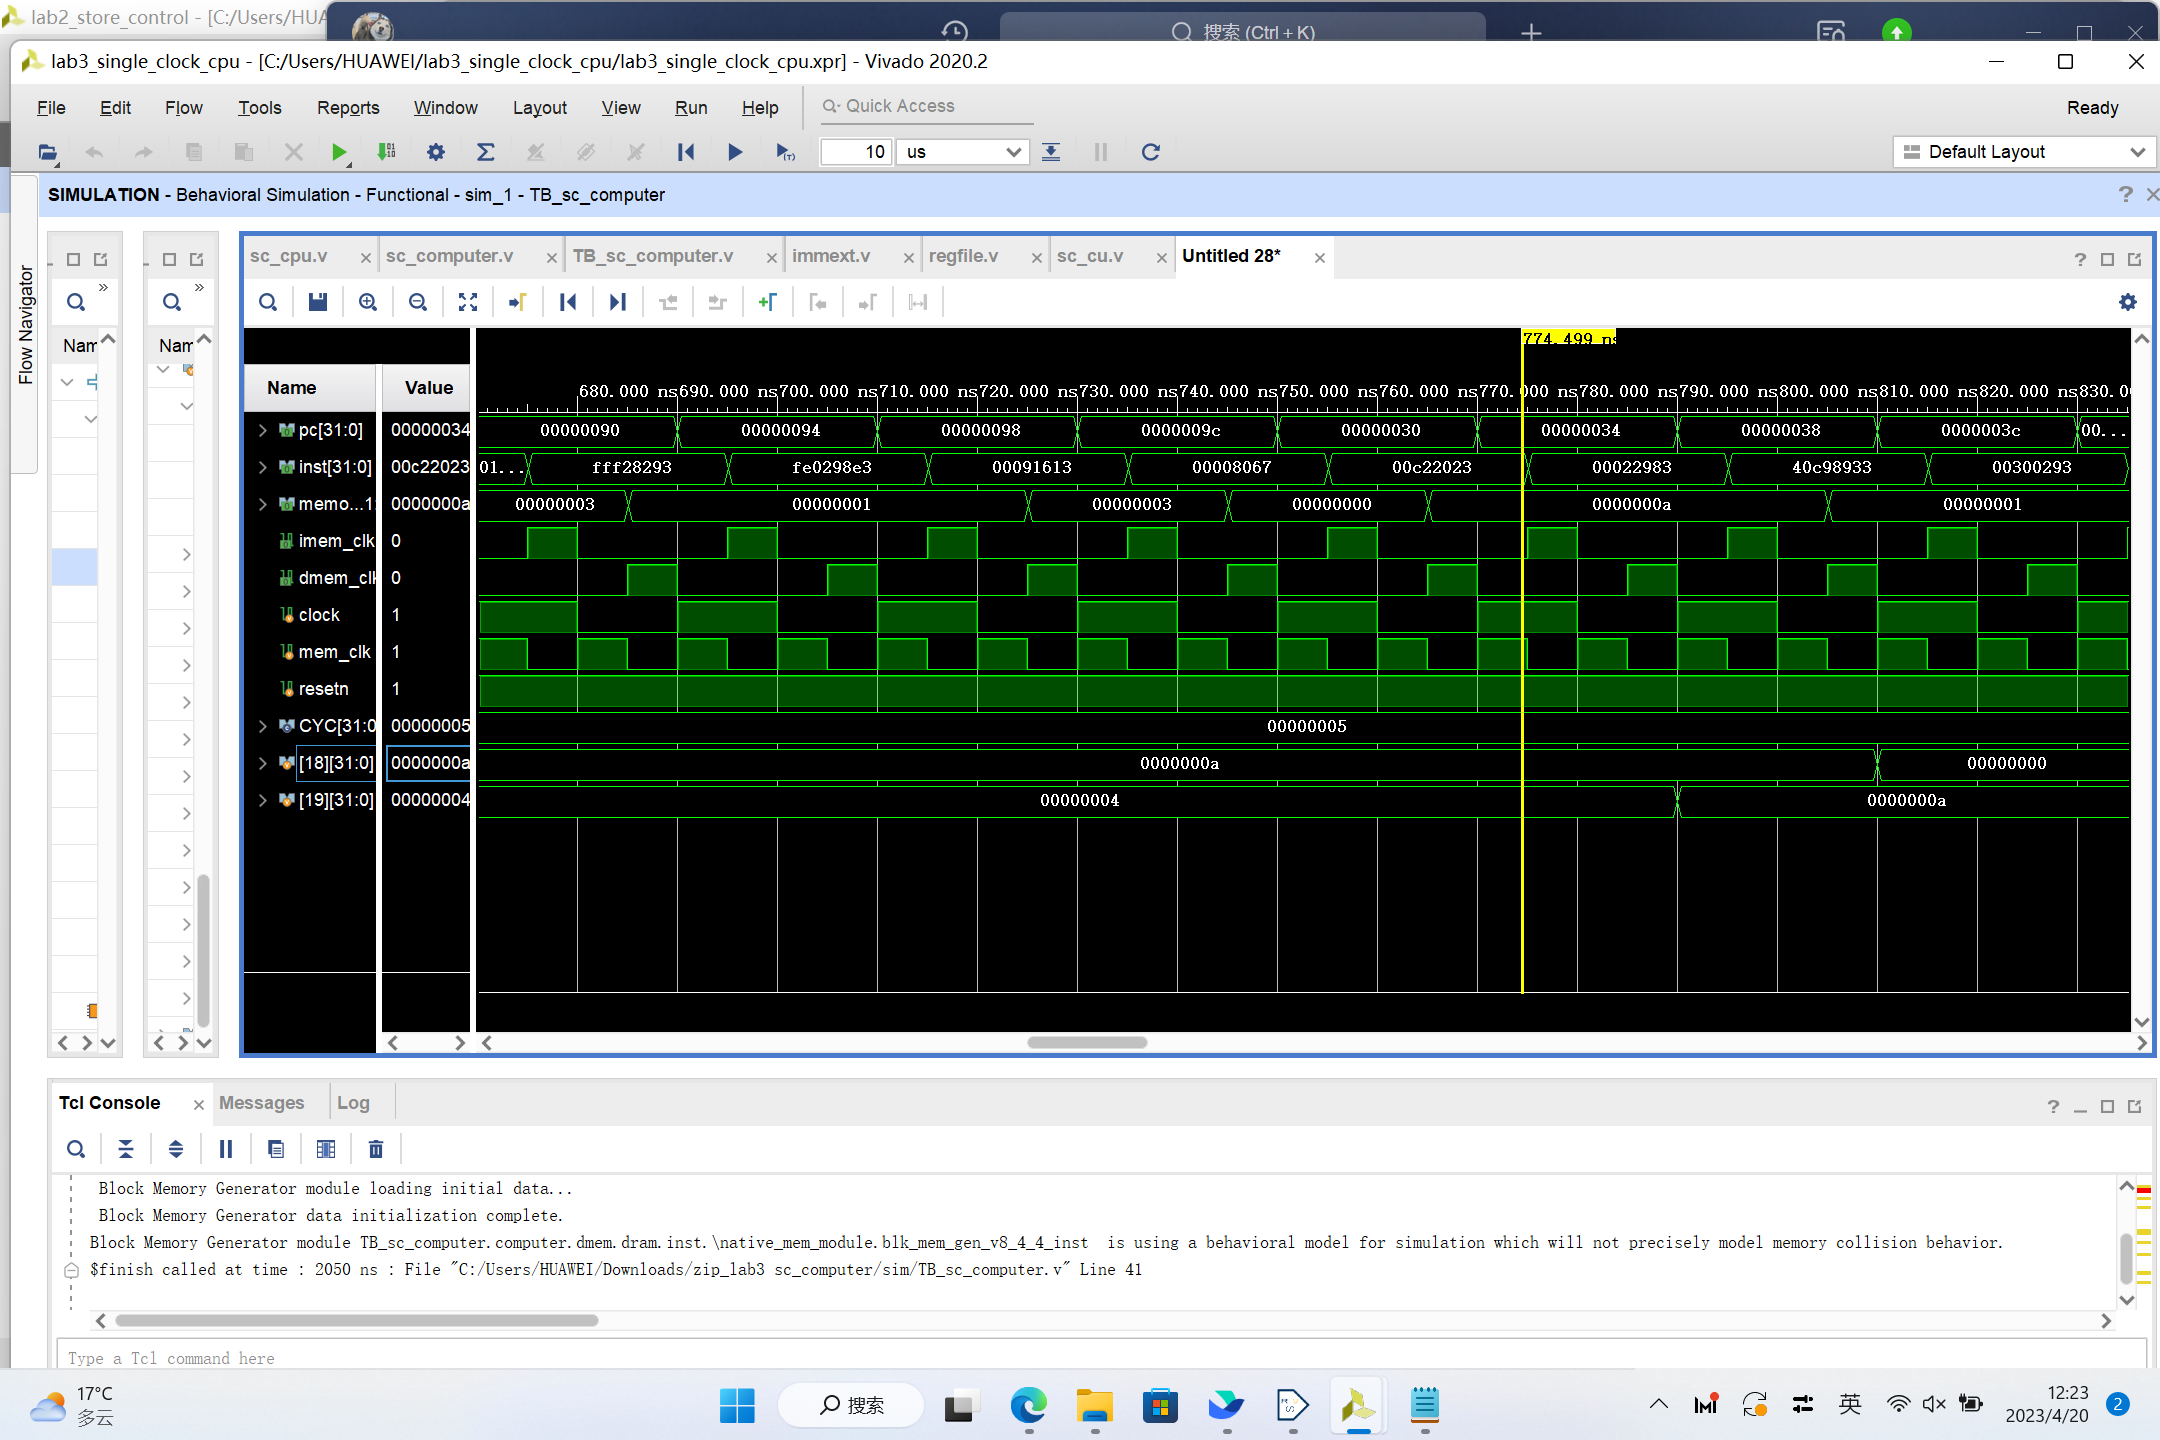 lab2_store_control - [C:/Users/HUA
搜索 (Ctrl + K)
lab3_single_clock_cpu - [C:/Users/HUAWEI/lab3_single_clock_cpu/lab3_single_clock_cpu.xpr] - Vivado 2020.2
File Edit Flow Tools Reports Window Layout View Run Help Quick Access Ready
10 us Default Layout
SIMULATION - Behavioral Simulation - Functional - sim_1 - TB_sc_computer
Flow Navigator
sc_cpu.v sc_computer.v TB_sc_computer.v immext.v regfile.v sc_cu.v Untitled 28*
Nam Nam
774.499 ns
Name Value
680.000 ns 690.000 ns 700.000 ns 710.000 ns 720.000 ns 730.000 ns 740.000 ns 750.000 ns 760.000 ns 770.000 ns 780.000 ns 790.000 ns 800.000 ns 810.000 ns 820.000 ns 830.0
pc[31:0] 00000034 00000090 00000094 00000098 0000009c 00000030 00000034 00000038 0000003c 00...
inst[31:0] 00c22023 01... fff28293 fe0298e3 00091613 00008067 00c22023 00022983 40c98933 00300293
memo...1: 0000000a 00000003 00000001 00000003 00000000 0000000a 00000001
imem_clk 0
dmem_clk 0
clock 1
mem_clk 1
resetn 1
CYC[31:0 00000005 00000005
[18][31:0] 0000000a 0000000a 00000000
[19][31:0] 00000004 00000004 0000000a
Tcl Console Messages Log
Block Memory Generator module loading initial data...
Block Memory Generator data initialization complete.
Block Memory Generator module TB_sc_computer.computer.dmem.dram.inst.\native_mem_module.blk_mem_gen_v8_4_4_inst is using a behavioral model for simulation which will not precisely model memory collision behavior.
$finish called at time : 2050 ns : File "C:/Users/HUAWEI/Downloads/zip_lab3 sc_computer/sim/TB_sc_computer.v" Line 41
Type a Tcl command here
17°C
多云
搜索
英
12:23
2023/4/20
2